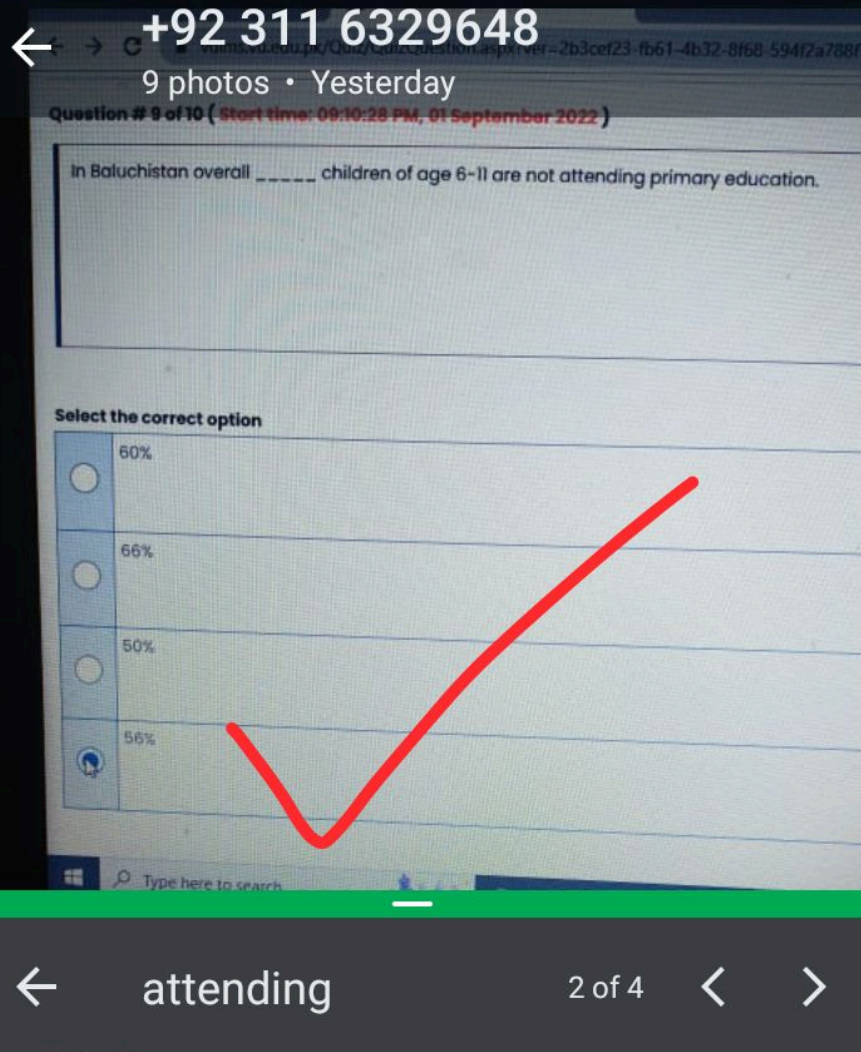 +92 311 6329648
9 photos • Yesterday
Question # 9 of 10 ( Start time: 09:10:28 PM, 01 September 2022 )
In Baluchistan overall _____ children of age 6-11 are not attending primary education.
Select the correct option
60%
66%
50%
56%
Type here to search
attending
2 of 4